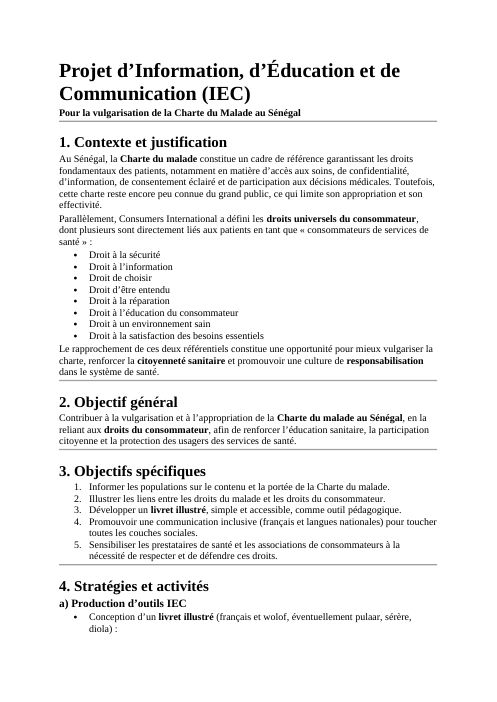 Projet d’Information, d’Éducation et de
Communication (IEC)
Pour la vulgarisation de la Charte du Malade au Sénégal
1. Contexte et justification
Au Sénégal, la Charte du malade constitue un cadre de référence garantissant les droits
fondamentaux des patients, notamment en matière d’accès aux soins, de confidentialité,
d’information, de consentement éclairé et de participation aux décisions médicales. Toutefois,
cette charte reste encore peu connue du grand public, ce qui limite son appropriation et son
effectivité.
Parallèlement, Consumers International a défini les droits universels du consommateur,
dont plusieurs sont directement liés aux patients en tant que « consommateurs de services de
santé » :
• Droit à la sécurité
• Droit à l’information
• Droit de choisir
• Droit d’être entendu
• Droit à la réparation
• Droit à l’éducation du consommateur
• Droit à un environnement sain
• Droit à la satisfaction des besoins essentiels
Le rapprochement de ces deux référentiels constitue une opportunité pour mieux vulgariser la
charte, renforcer la citoyenneté sanitaire et promouvoir une culture de responsabilisation
dans le système de santé.
2. Objectif général
Contribuer à la vulgarisation et à l’appropriation de la Charte du malade au Sénégal, en la
reliant aux droits du consommateur, afin de renforcer l’éducation sanitaire, la participation
citoyenne et la protection des usagers des services de santé.
3. Objectifs spécifiques
1. Informer les populations sur le contenu et la portée de la Charte du malade.
2. Illustrer les liens entre les droits du malade et les droits du consommateur.
3. Développer un livret illustré, simple et accessible, comme outil pédagogique.
4. Promouvoir une communication inclusive (français et langues nationales) pour toucher
toutes les couches sociales.
5. Sensibiliser les prestataires de santé et les associations de consommateurs à la
nécessité de respecter et de défendre ces droits.
4. Stratégies et activités
a) Production d’outils IEC
• Conception d’un livret illustré (français et wolof, éventuellement pulaar, sérère,
diola) :